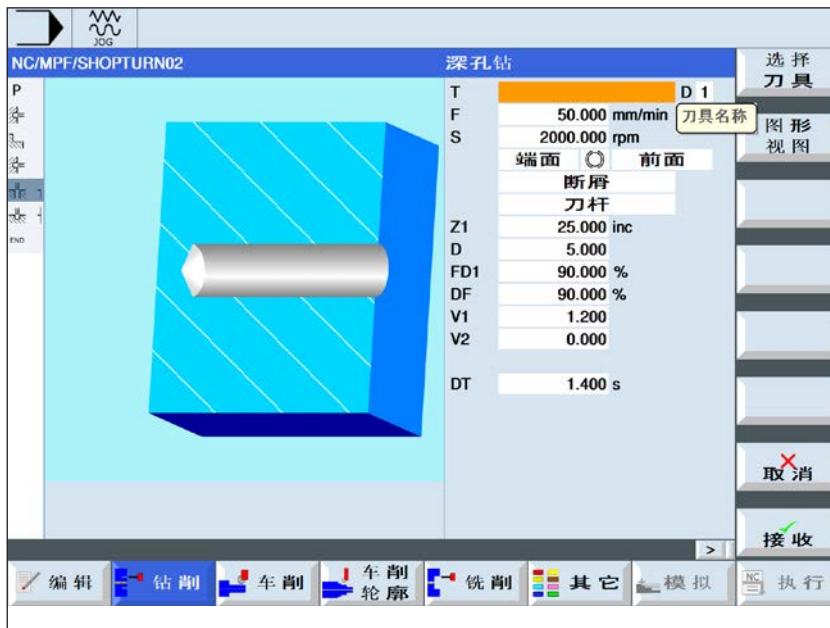 JOG
NC/MPF/SHOPTURN02
深孔钻
选择
刀具
P
T D 1
F 50.000 mm/min
刀具名称
图形
视图
S 2000.000 rpm
端面 前面
断屑
刀杆
Z1 25.000 inc
D 5.000
FD1 90.000 %
DF 90.000 %
V1 1.200
V2 0.000
DT 1.400 s
END
取消
接收
>
编辑
钻削
车削
车削
轮廓
铣削
其它
模拟
NC
执行